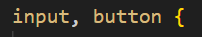 input, button {